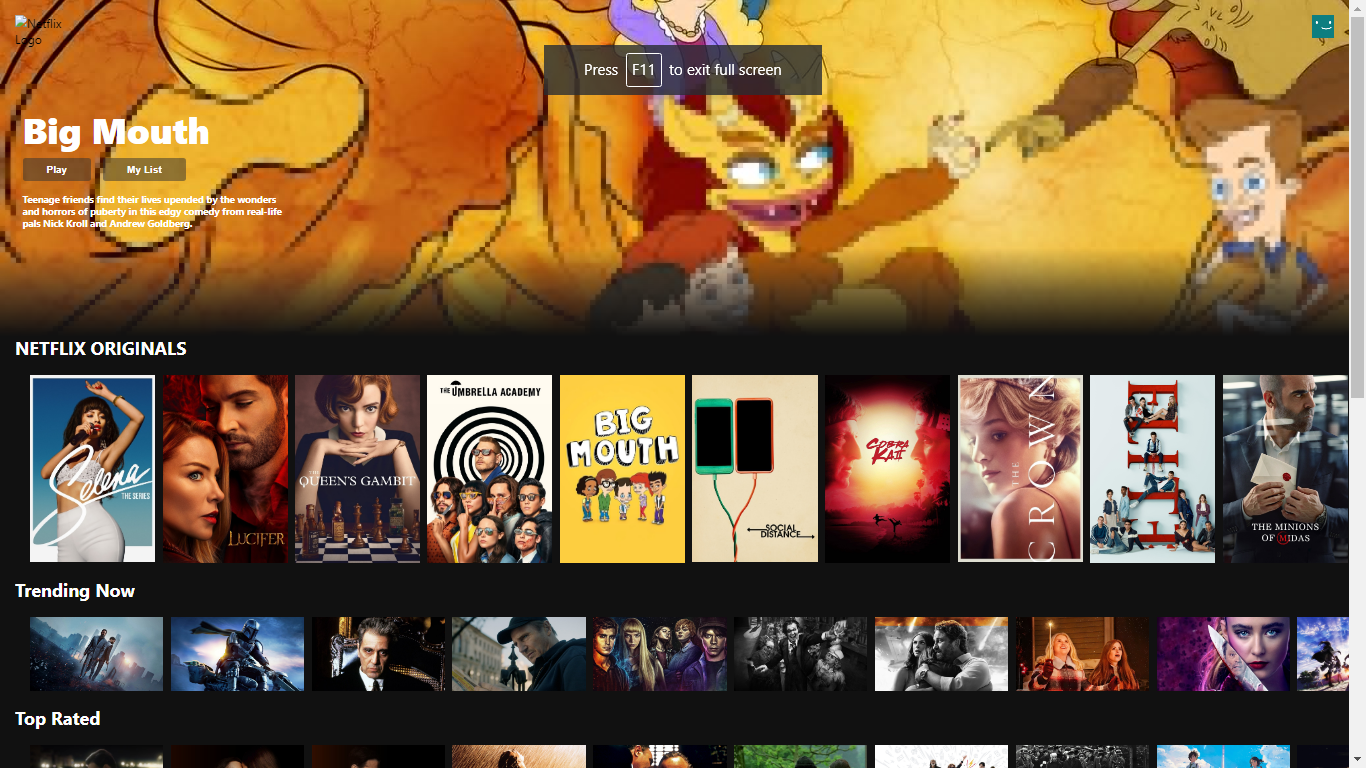 Netflix
Logo
Press F11 to exit full screen
Big Mouth
Play
My List
Teenage friends find their lives upended by the wonders
and horrors of puberty in this edgy comedy from real-life
pals Nick Kroll and Andrew Goldberg.
NETFLIX ORIGINALS
Selena
THE SERIES
LUCIFER
THE
QUEEN'S GAMBIT
THE UMBRELLA ACADEMY
BIG
MOUTH
SOCIAL
DISTANCE
COBRA
KAI
THE
CROWN
ELITE
THE MINIONS
OF MIDAS
Trending Now
Top Rated